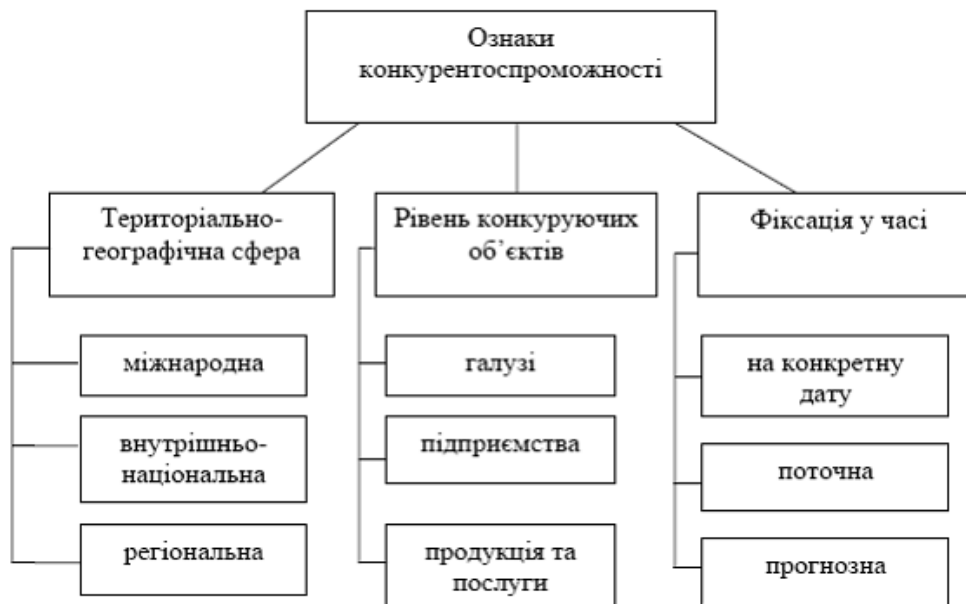 Ознаки
конкурентоспроможності
Територіально-
географічна сфера
міжнародна
внутрішньо-
національна
регіональна
Рівень конкуруючих
об’єктів
галузі
підприємства
продукція та
послуги
Фіксація у часі
на конкретну
дату
поточна
прогнозна